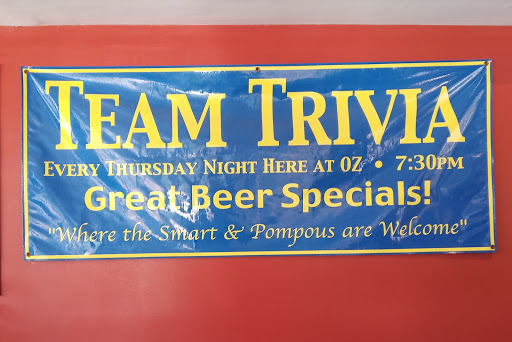 TEAM TRIVIA
EVERY THURSDAY NIGHT HERE AT OZ • 7:30PM
Great Beer Specials!
"Where the Smart & Pompous are Welcome"